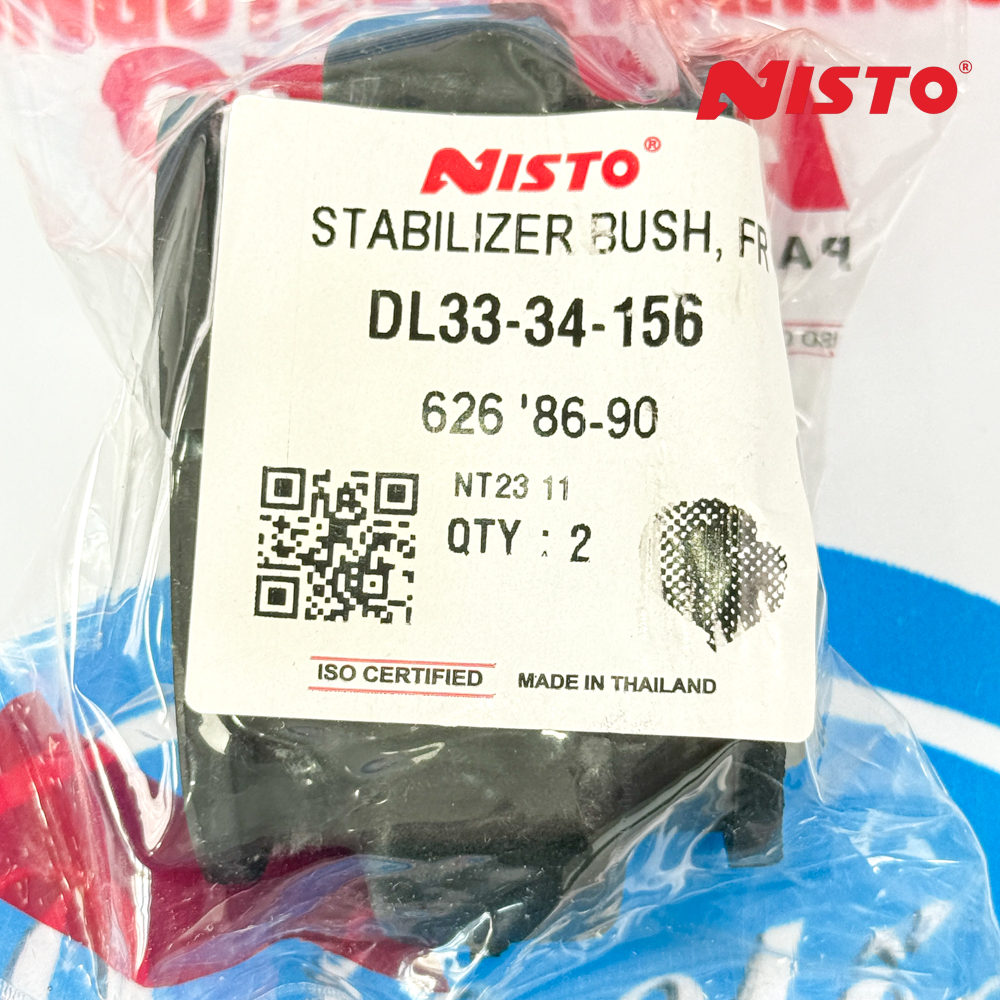 NISTO®
NISTO®
STABILIZER BUSH, FR
DL33-34-156
626 '86-90
NT23 11
QTY : 2
ISO CERTIFIED
MADE IN THAILAND